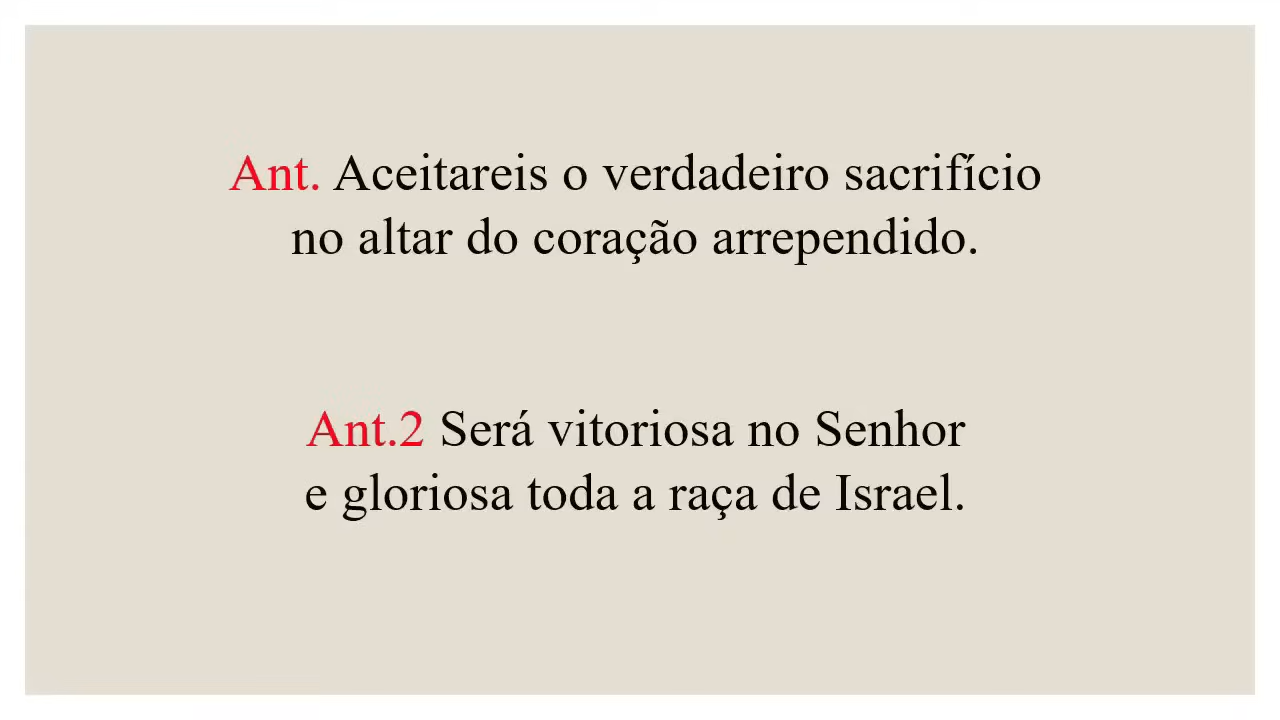 Ant. Aceitareis o verdadeiro sacrifício
no altar do coração arrependido.
Ant.2 Será vitoriosa no Senhor
e gloriosa toda a raça de Israel.